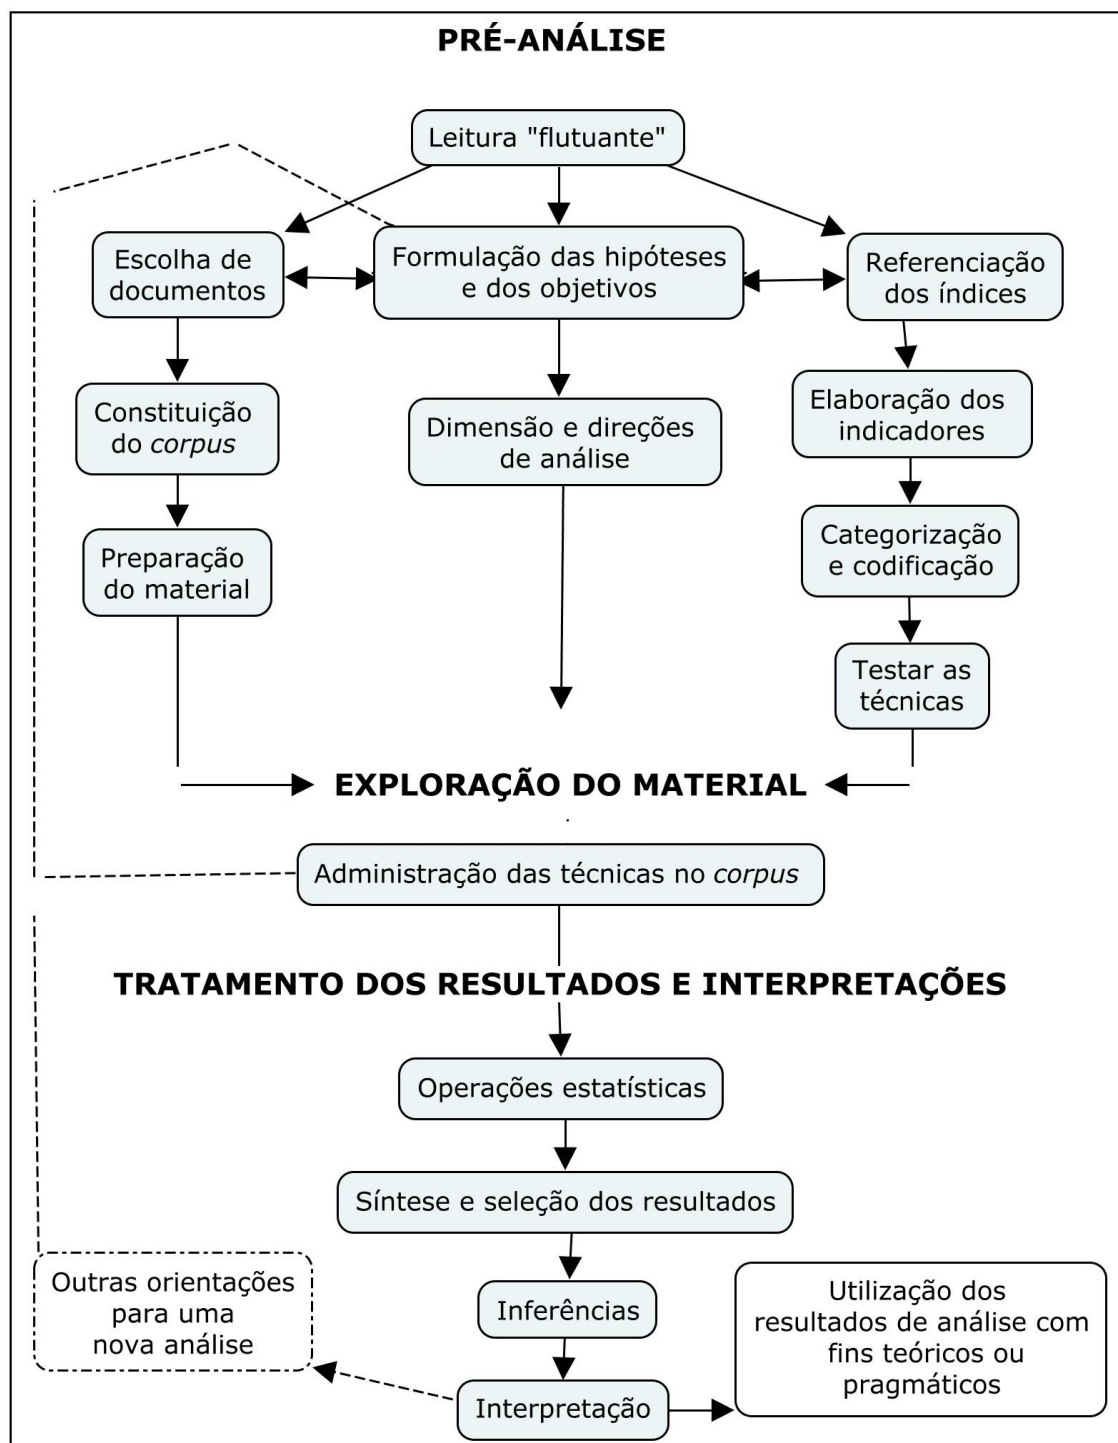 PRÉ-ANÁLISE
Leitura "flutuante"
Escolha de
documentos
Formulação das hipóteses
e dos objetivos
Referenciação
dos índices
Constituição
do corpus
Dimensão e direções
de análise
Elaboração dos
indicadores
Preparação
do material
Categorização
e codificação
Testar as
técnicas
EXPLORAÇÃO DO MATERIAL
Administração das técnicas no corpus
TRATAMENTO DOS RESULTADOS E INTERPRETAÇÕES
Operações estatísticas
Síntese e seleção dos resultados
Outras orientações
para uma
nova análise
Inferências
Utilização dos
resultados de análise com
fins teóricos ou
pragmáticos
Interpretação